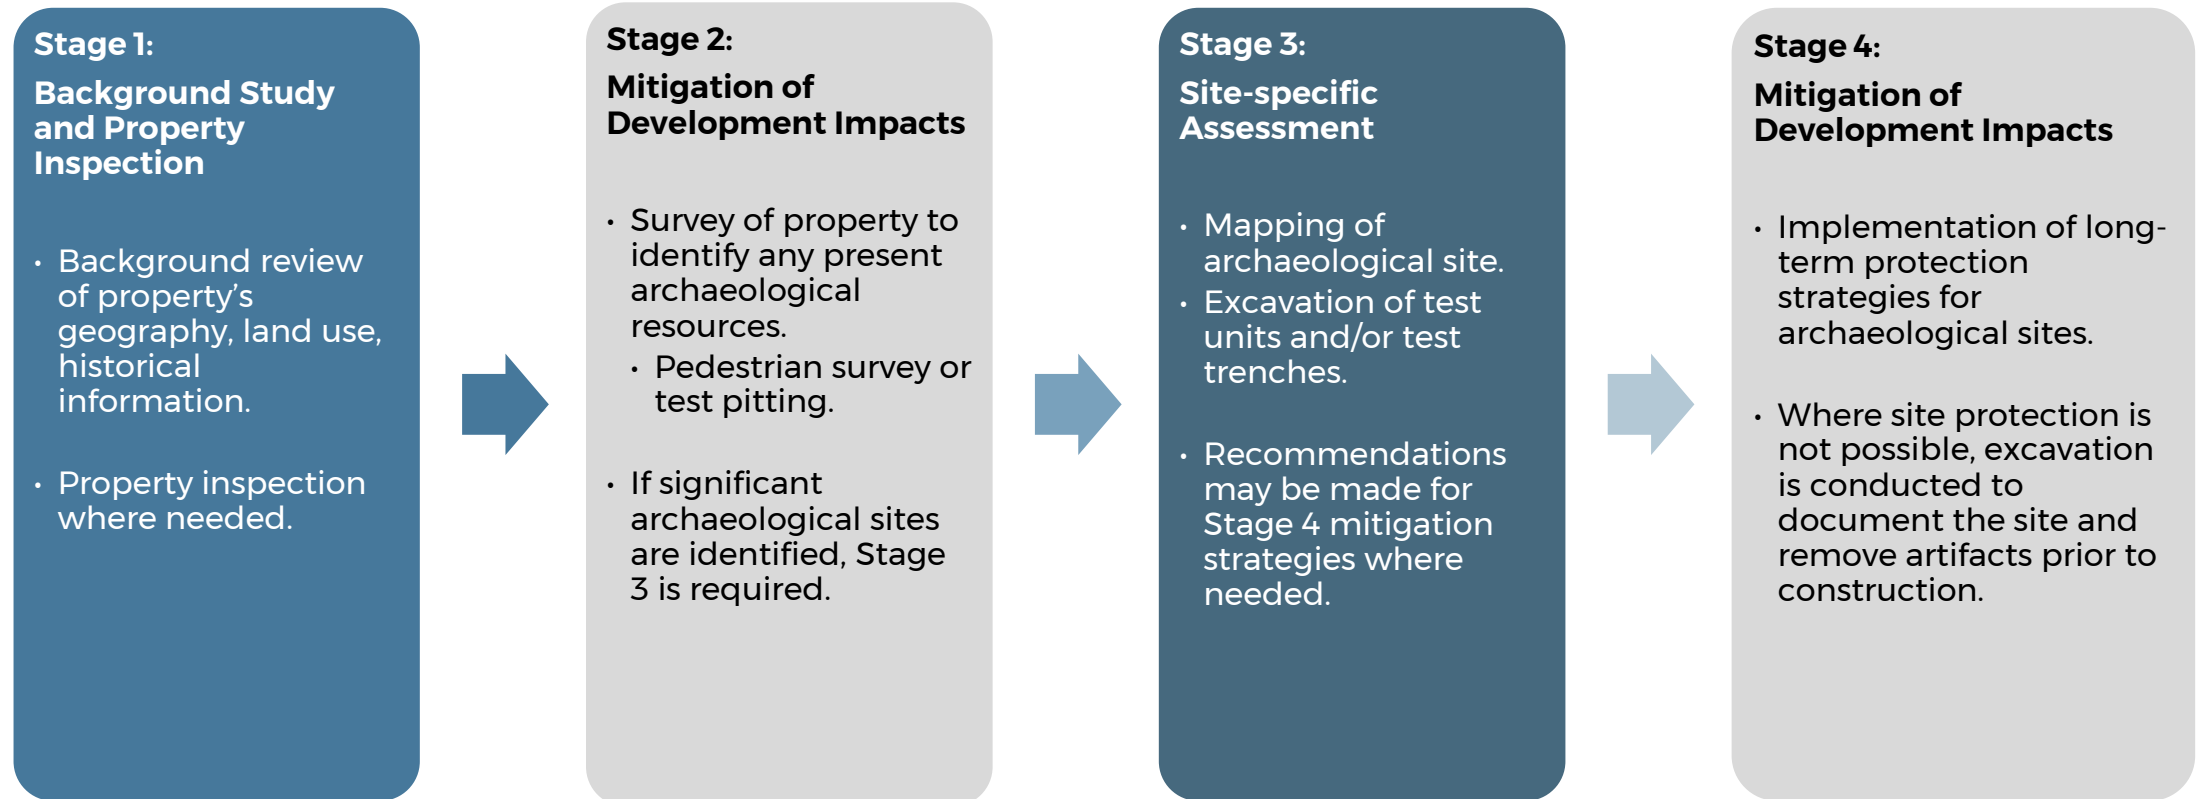 Stage 1:
Background Study
and Property
Inspection
• Background review
of property’s
geography, land use,
historical
information.
• Property inspection
where needed.
Stage 2:
Mitigation of
Development Impacts
• Survey of property to
identify any present
archaeological
resources.
• Pedestrian survey or
test pitting.
• If significant
archaeological sites
are identified, Stage
3 is required.
Stage 3:
Site-specific
Assessment
• Mapping of
archaeological site.
• Excavation of test
units and/or test
trenches.
• Recommendations
may be made for
Stage 4 mitigation
strategies where
needed.
Stage 4:
Mitigation of
Development Impacts
• Implementation of long-
term protection
strategies for
archaeological sites.
• Where site protection is
not possible, excavation
is conducted to
document the site and
remove artifacts prior to
construction.